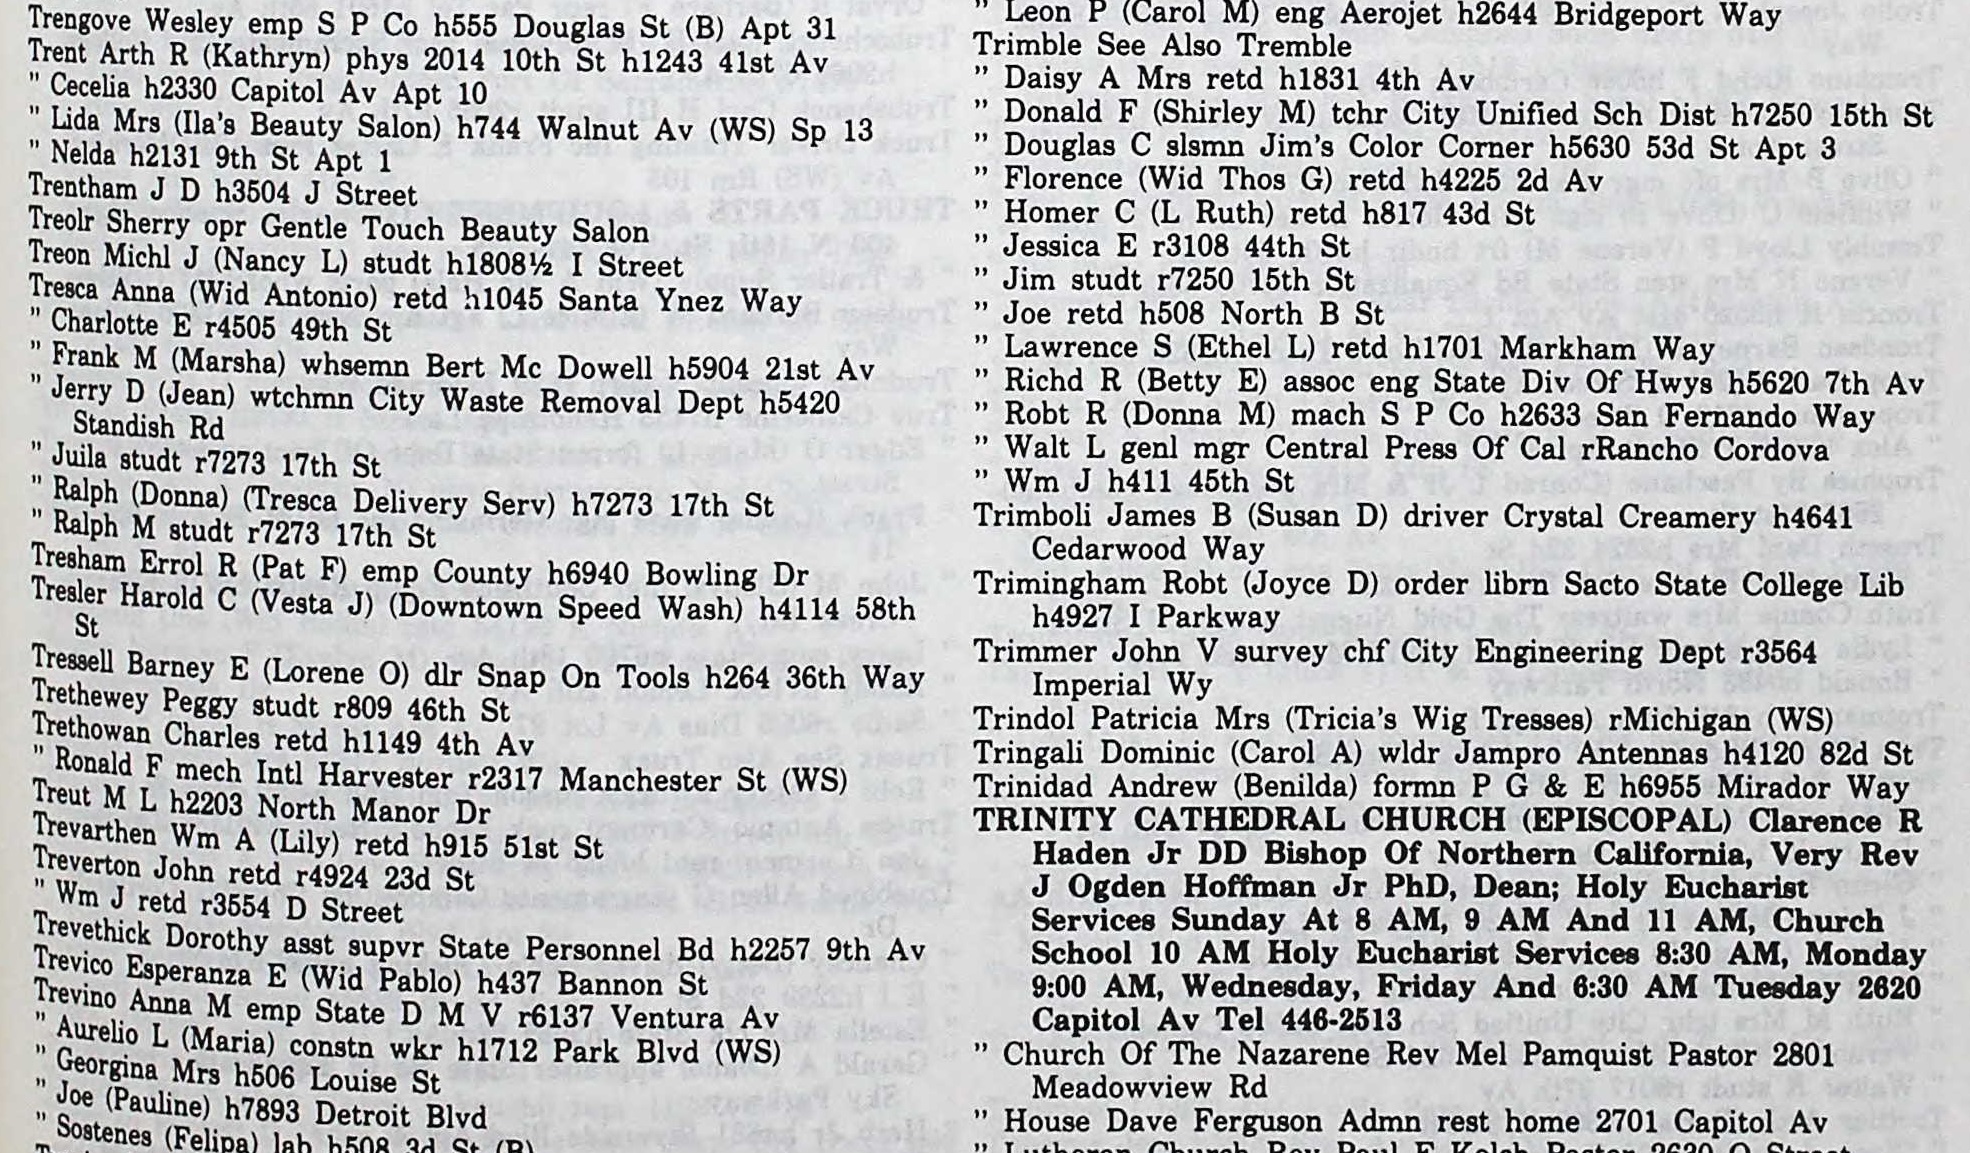 Trengove Wesley emp S P Co h555 Douglas St (B) Apt 31
Trent Arth R (Kathryn) phys 2014 10th St h1243 41st Av
" Cecelia h2330 Capitol Av Apt 10
" Lida Mrs (Ila's Beauty Salon) h744 Walnut Av (WS) Sp 13
" Nelda h2131 9th St Apt 1
Trentham J D h3504 J Street
Treolr Sherry opr Gentle Touch Beauty Salon
Treon Michl J (Nancy L) studt h1808½ I Street
Tresca Anna (Wid Antonio) retd h1045 Santa Ynez Way
" Charlotte E r4505 49th St
" Frank M (Marsha) whsemn Bert Mc Dowell h5904 21st Av
" Jerry D (Jean) wtchmn City Waste Removal Dept h5420
Standish Rd
" Juila studt r7273 17th St
" Ralph (Donna) (Tresca Delivery Serv) h7273 17th St
" Ralph M studt r7273 17th St
Tresham Errol R (Pat F) emp County h6940 Bowling Dr
Tresler Harold C (Vesta J) (Downtown Speed Wash) h4114 58th
St
Tressell Barney E (Lorene O) dlr Snap On Tools h264 36th Way
Trethewey Peggy studt r809 46th St
Trethowan Charles retd h1149 4th Av
" Ronald F mech Intl Harvester r2317 Manchester St (WS)
Treut M L h2203 North Manor Dr
Trevarthen Wm A (Lily) retd h915 51st St
Treverton John retd r4924 23d St
" Wm J retd r3554 D Street
Trevethick Dorothy asst supvr State Personnel Bd h2257 9th Av
Trevico Esperanza E (Wid Pablo) h437 Bannon St
Trevino Anna M emp State D M V r6137 Ventura Av
" Aurelio L (Maria) constn wkr h1712 Park Blvd (WS)
" Georgina Mrs h506 Louise St
" Joe (Pauline) h7893 Detroit Blvd
" Sostenes (Felipa) lab h508 3d St (B)
" Leon P (Carol M) eng Aerojet h2644 Bridgeport Way
Trimble See Also Tremble
" Daisy A Mrs retd h1831 4th Av
" Donald F (Shirley M) tchr City Unified Sch Dist h7250 15th St
" Douglas C slsmn Jim's Color Corner h5630 53d St Apt 3
" Florence (Wid Thos G) retd h4225 2d Av
" Homer C (L Ruth) retd h817 43d St
" Jessica E r3108 44th St
" Jim studt r7250 15th St
" Joe retd h508 North B St
" Lawrence S (Ethel L) retd h1701 Markham Way
" Richd R (Betty E) assoc eng State Div Of Hwys h5620 7th Av
" Robt R (Donna M) mach S P Co h2633 San Fernando Way
" Walt L genl mgr Central Press Of Cal rRancho Cordova
" Wm J h411 45th St
Trimboli James B (Susan D) driver Crystal Creamery h4641
Cedarwood Way
Trimingham Robt (Joyce D) order librn Sacto State College Lib
h4927 I Parkway
Trimmer John V survey chf City Engineering Dept r3564
Imperial Wy
Trindol Patricia Mrs (Tricia's Wig Tresses) rMichigan (WS)
Tringali Dominic (Carol A) wldr Jampro Antennas h4120 82d St
Trinidad Andrew (Benilda) formn P G & E h6955 Mirador Way
TRINITY CATHEDRAL CHURCH (EPISCOPAL) Clarence R
Haden Jr DD Bishop Of Northern California, Very Rev
J Ogden Hoffman Jr PhD, Dean; Holy Eucharist
Services Sunday At 8 AM, 9 AM And 11 AM, Church
School 10 AM Holy Eucharist Services 8:30 AM, Monday
9:00 AM, Wednesday, Friday And 6:30 AM Tuesday 2620
Capitol Av Tel 446-2513
" Church Of The Nazarene Rev Mel Pamquist Pastor 2801
Meadowview Rd
" House Dave Ferguson Admn rest home 2701 Capitol Av
" Lutheran Church Rev Paul E Kolch Pastor